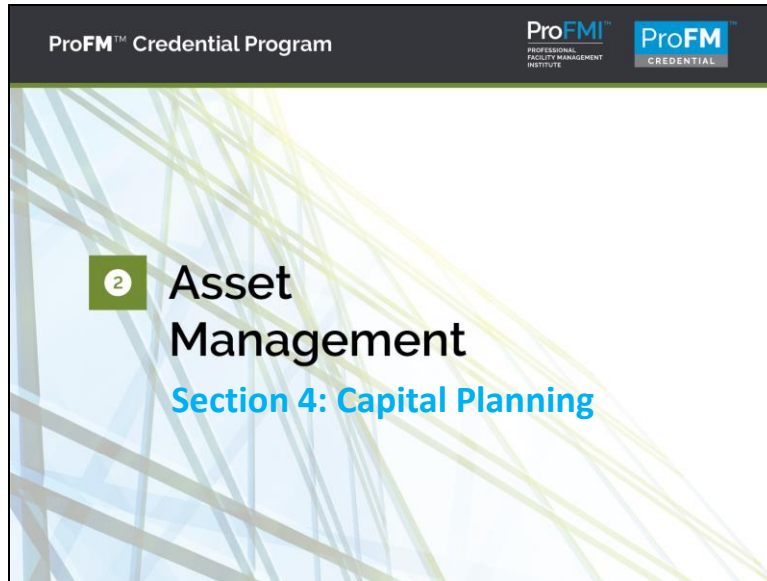 ProFM™ Credential Program
ProFMI™
PROFESSIONAL
FACILITY MANAGEMENT
INSTITUTE
ProFM™
CREDENTIAL
2
Asset
Management
Section 4: Capital Planning